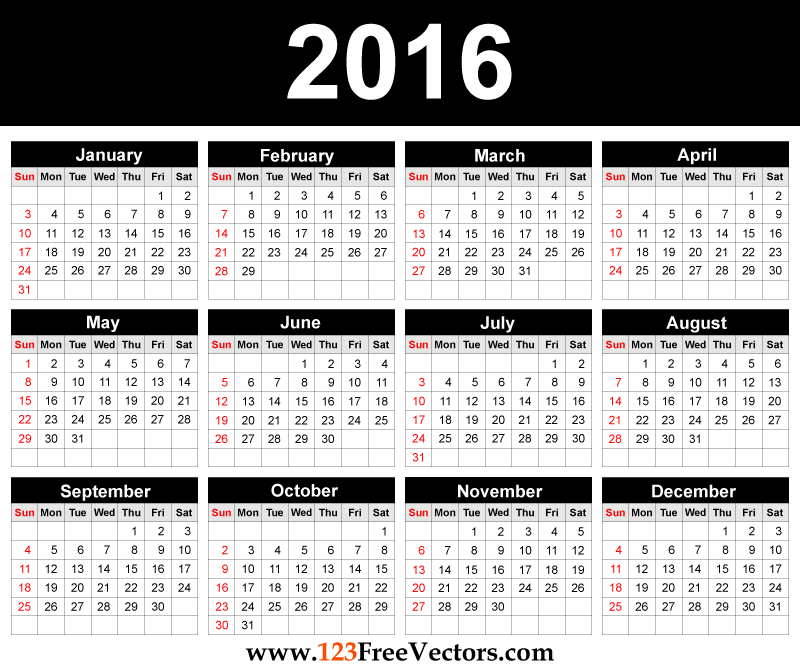 2016
January February March April
Sun Mon Tue Wed Thu Fri Sat Sun Mon Tue Wed Thu Fri Sat Sun Mon Tue Wed Thu Fri Sat Sun Mon Tue Wed Thu Fri Sat
1 2 1 2 3 4 5 6 1 2 3 4 5 1 2
3 4 5 6 7 8 9 7 8 9 10 11 12 13 6 7 8 9 10 11 12 3 4 5 6 7 8 9
10 11 12 13 14 15 16 14 15 16 17 18 19 20 13 14 15 16 17 18 19 10 11 12 13 14 15 16
17 18 19 20 21 22 23 21 22 23 24 25 26 27 20 21 22 23 24 25 26 17 18 19 20 21 22 23
24 25 26 27 28 29 30 28 29 27 28 29 30 31 24 25 26 27 28 29 30
31
May June July August
Sun Mon Tue Wed Thu Fri Sat Sun Mon Tue Wed Thu Fri Sat Sun Mon Tue Wed Thu Fri Sat Sun Mon Tue Wed Thu Fri Sat
1 2 3 4 5 6 7 1 2 3 4 1 2 1 2 3 4 5 6
8 9 10 11 12 13 14 5 6 7 8 9 10 11 3 4 5 6 7 8 9 7 8 9 10 11 12 13
15 16 17 18 19 20 21 12 13 14 15 16 17 18 10 11 12 13 14 15 16 14 15 16 17 18 19 20
22 23 24 25 26 27 28 19 20 21 22 23 24 25 17 18 19 20 21 22 23 21 22 23 24 25 26 27
29 30 31 26 27 28 29 30 24 25 26 27 28 29 30 28 29 30 31
31
September October November December
Sun Mon Tue Wed Thu Fri Sat Sun Mon Tue Wed Thu Fri Sat Sun Mon Tue Wed Thu Fri Sat Sun Mon Tue Wed Thu Fri Sat
1 2 3 1 1 2 3 4 5 1 2 3
4 5 6 7 8 9 10 2 3 4 5 6 7 8 6 7 8 9 10 11 12 4 5 6 7 8 9 10
11 12 13 14 15 16 17 9 10 11 12 13 14 15 13 14 15 16 17 18 19 11 12 13 14 15 16 17
18 19 20 21 22 23 24 16 17 18 19 20 21 22 20 21 22 23 24 25 26 18 19 20 21 22 23 24
25 26 27 28 29 30 23 24 25 26 27 28 29 27 28 29 30 25 26 27 28 29 30 31
30 31
www.123FreeVectors.com